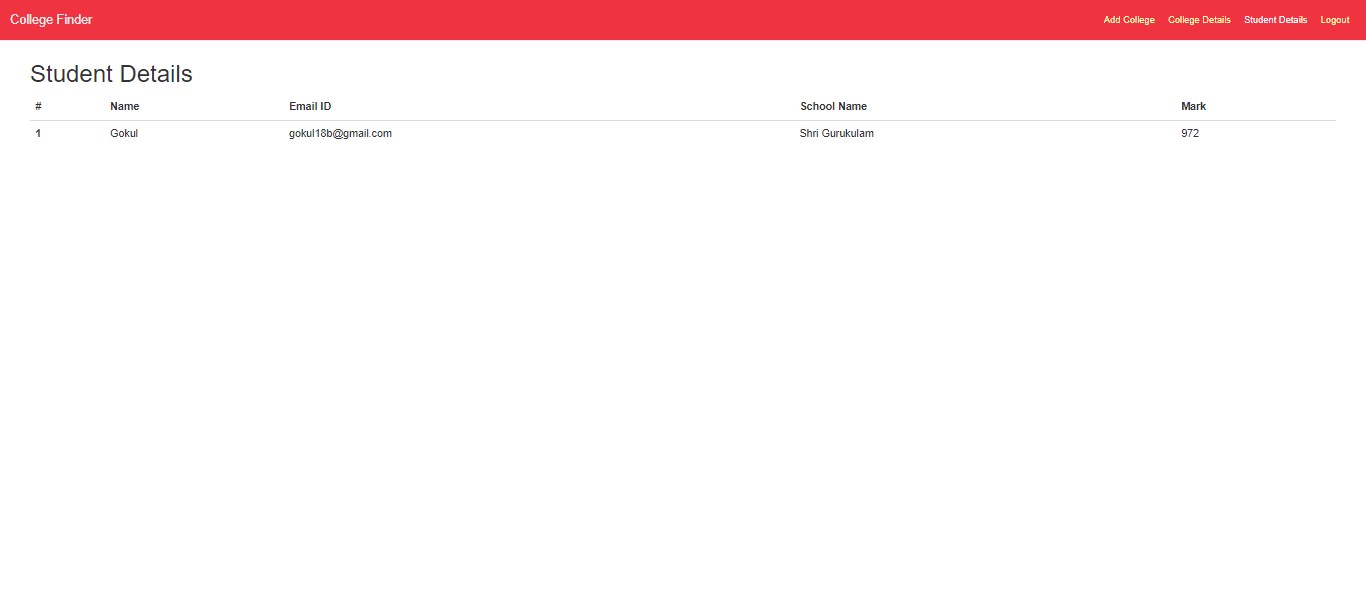 College Finder Add College College Details Student Details Logout
Student Details
# Name Email ID School Name Mark
1 Gokul gokul18b@gmail.com Shri Gurukulam 972